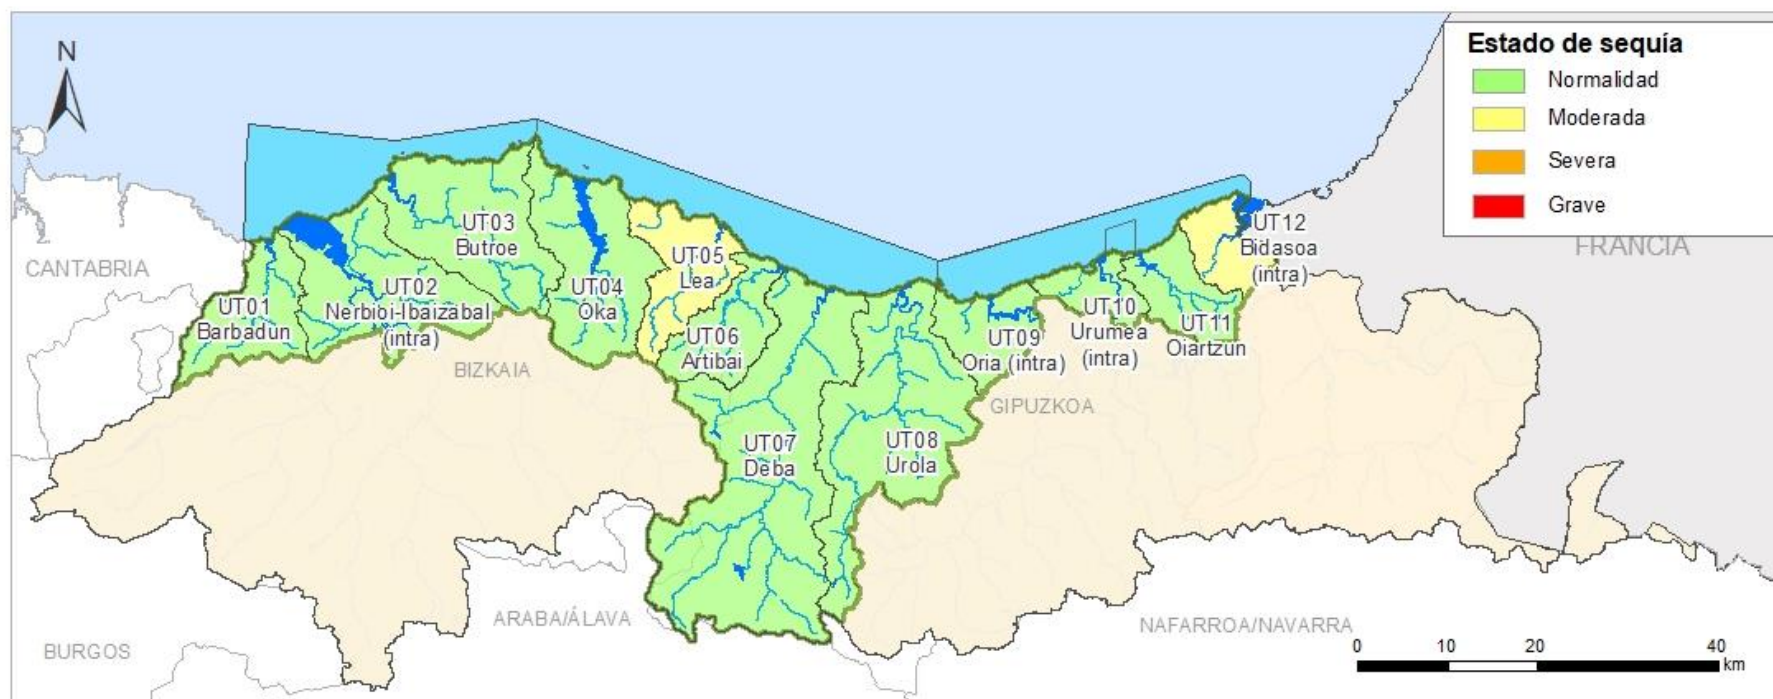 N
Estado de sequía
Normalidad
Moderada
Severa
Grave
FRANCIA
CANTABRIA
UT01
Barbadun
UT02
Nerbioi-Ibaizabal
(intra)
UT03
Butroe
UT04
Oka
UT05
Lea
UT06
Artibai
UT07
Deba
UT08
Urola
UT09
Oria (intra)
UT10
Urumea
(intra)
UT11
Oiartzun
UT12
Bidasoa
(intra)
BIZKAIA
GIPUZKOA
ARABA/ÁLAVA
NAFARROA/NAVARRA
BURGOS
0 10 20 40
km